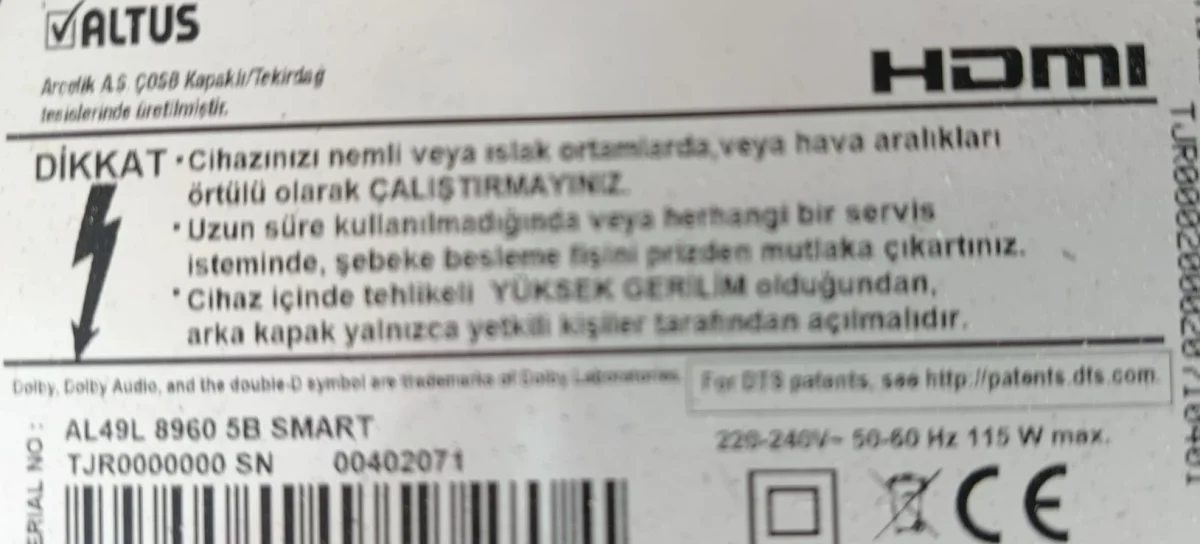 ALTUS
HDMI
Arçelik A.Ş. ÇOSB Kapaklı/Tekirdağ
tesislerinde üretilmiştir.
DİKKAT •Cihazınızı nemli veya ıslak ortamlarda,veya hava aralıkları
örtülü olarak ÇALIŞTIRMAYINIZ.
•Uzun süre kullanılmadığında veya herhangi bir servis
isteminde, şebeke besleme fişini prizden mutlaka çıkartınız.
•Cihaz içinde tehlikeli YÜKSEK GERİLİM olduğundan,
arka kapak yalnızca yetkili kişiler tarafından açılmalıdır.
Dolby, Dolby Audio, and the double-D symbol are trademarks of Dolby Laboratories.
For DTS patents, see http://patents.dts.com.
AL49L 8960 5B SMART
TJR0000000 SN 00402071
220-240V~ 50-60 Hz 115 W max.
NO :
CE